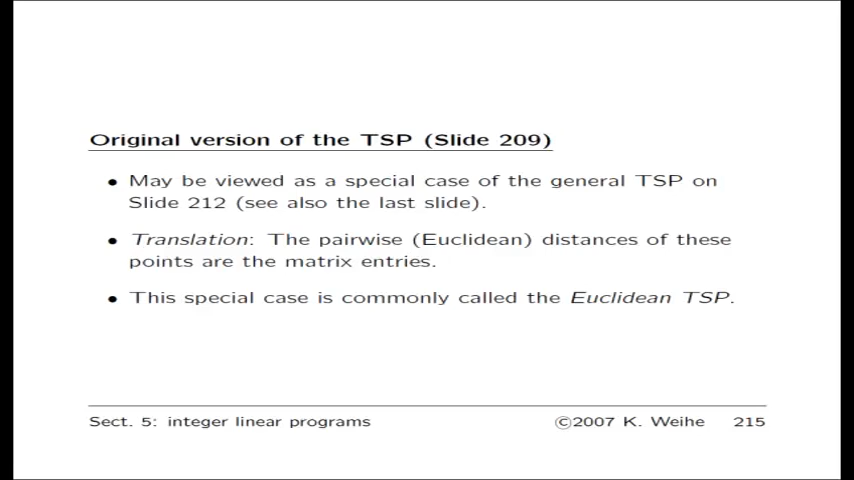 Original version of the TSP (Slide 209)
• May be viewed as a special case of the general TSP on
Slide 212 (see also the last slide).
• Translation: The pairwise (Euclidean) distances of these
points are the matrix entries.
• This special case is commonly called the Euclidean TSP.
Sect. 5: integer linear programs ©2007 K. Weihe 215